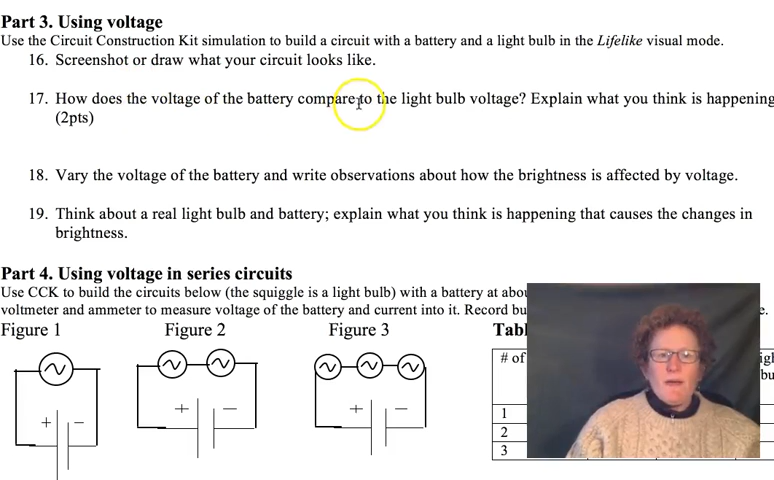 Part 3. Using voltage
Use the Circuit Construction Kit simulation to build a circuit with a battery and a light bulb in the Lifelike visual mode.
16. Screenshot or draw what your circuit looks like.
17. How does the voltage of the battery compare to the light bulb voltage? Explain what you think is happening
(2pts)
18. Vary the voltage of the battery and write observations about how the brightness is affected by voltage.
19. Think about a real light bulb and battery; explain what you think is happening that causes the changes in
brightness.
Part 4. Using voltage in series circuits
Use CCK to build the circuits below (the squiggle is a light bulb) with a battery at
voltmeter and ammeter to measure voltage of the battery and current into it. Record
Figure 1 Figure 2 Figure 3
# of
+ − + − + −
1
2
3